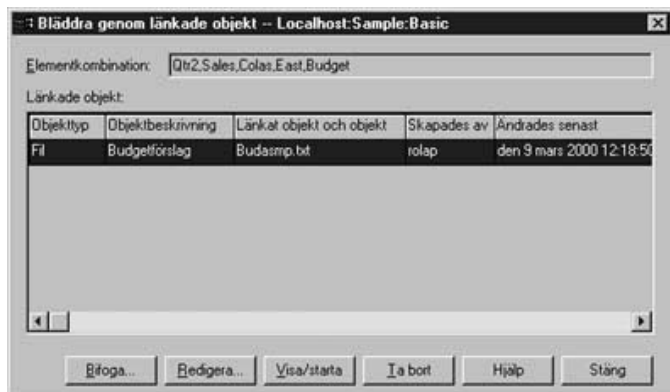 Bläddra genom länkade objekt -- Localhost:Sample:Basic
Elementkombination: Qtr2,Sales,Colas,East,Budget
Länkade objekt:
Objekttyp Objektbeskrivning Länkat objekt och objekt Skapades av Ändrades senast
Fil Budgetförslag Budasmp.txt rolap den 9 mars 2000 12:18:50
Bifoga... Redigera... Visa/starta Ta bort Hjälp Stäng